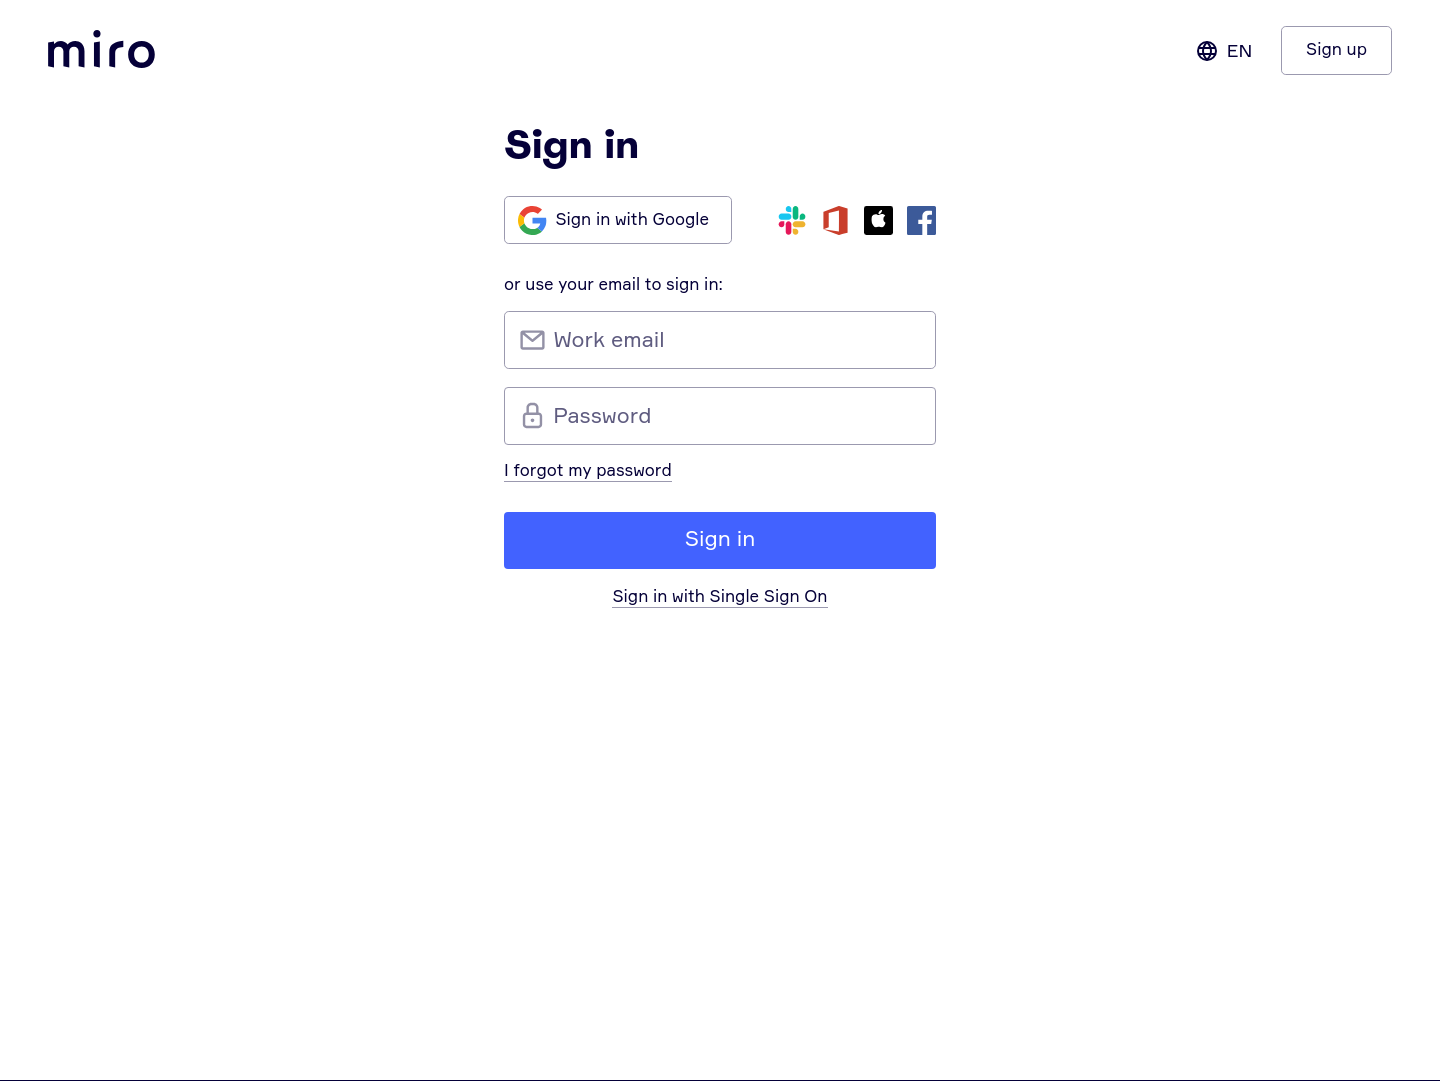 miro
EN
Sign up
Sign in
Sign in with Google
or use your email to sign in:
Work email
Password
I forgot my password
Sign in
Sign in with Single Sign On